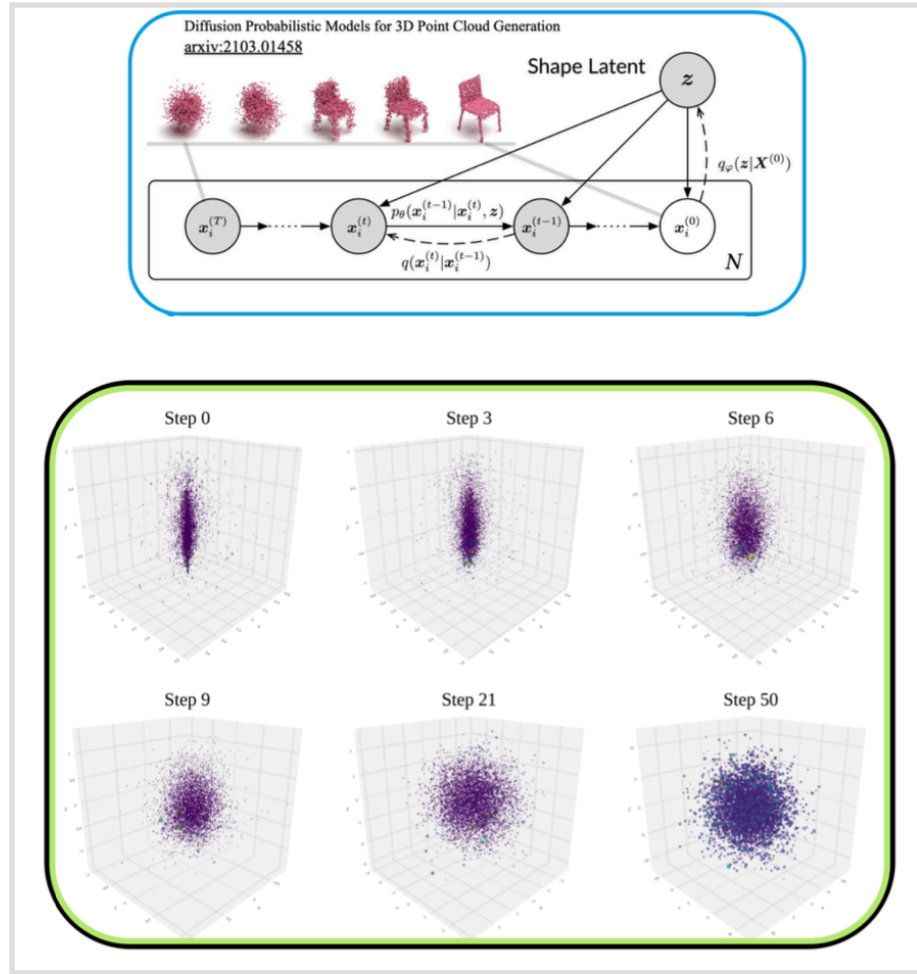 Diffusion Probabilistic Models for 3D Point Cloud Generation
arxiv:2103.01458
Shape Latent
z
q_φ(z|X^(0))
x_i^(T)
x_i^(t)
p_θ(x_i^(t-1)|x_i^(t), z)
x_i^(t-1)
x_i^(0)
q(x_i^(t)|x_i^(t-1))
N
Step 0
Step 3
Step 6
Step 9
Step 21
Step 50